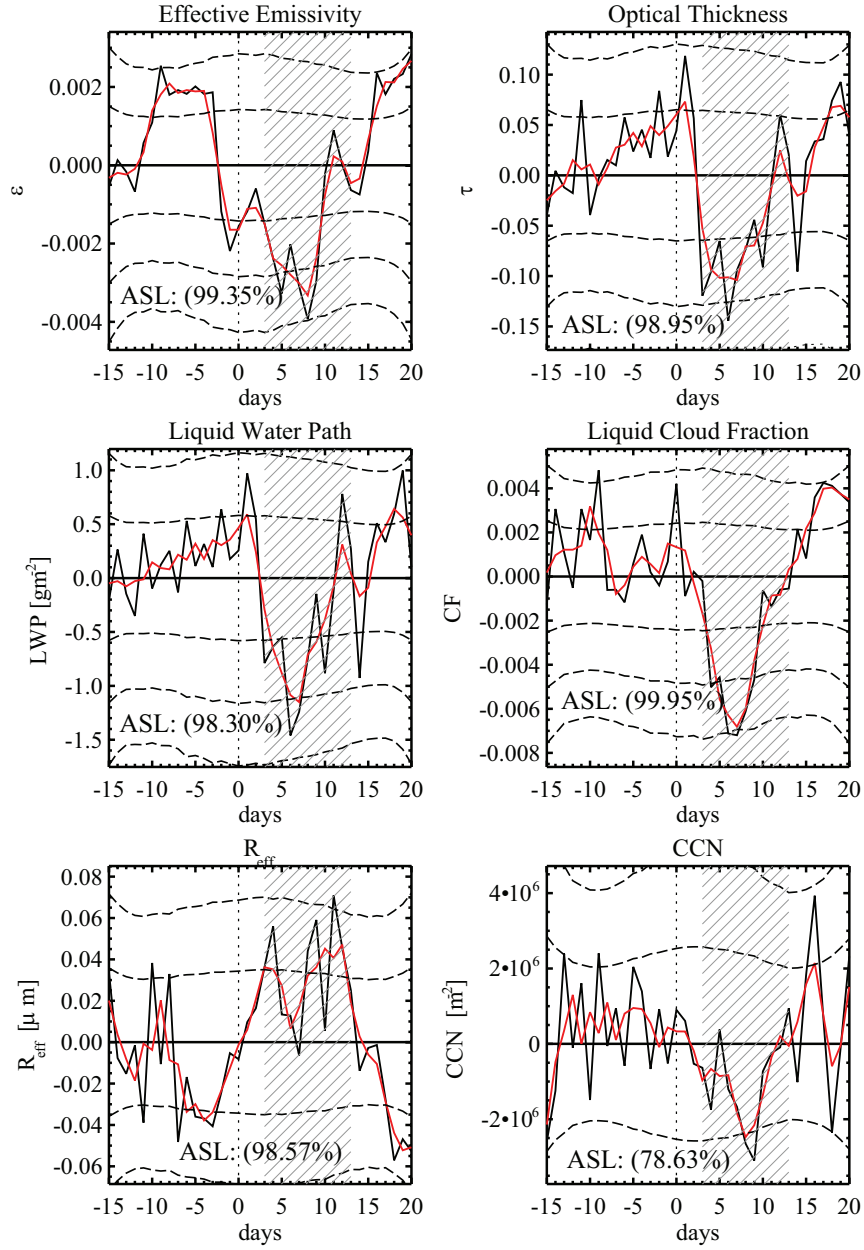 Effective Emissivity
0.002
0.000
-0.002
-0.004
ε
ASL: (99.35%)
-15 -10 -5 0 5 10 15 20
days
Optical Thickness
0.10
0.05
0.00
-0.05
-0.10
-0.15
τ
ASL: (98.95%)
-15 -10 -5 0 5 10 15 20
days
Liquid Water Path
1.0
0.5
0.0
-0.5
-1.0
-1.5
LWP [gm-2]
ASL: (98.30%)
-15 -10 -5 0 5 10 15 20
days
Liquid Cloud Fraction
0.004
0.002
0.000
-0.002
-0.004
-0.006
-0.008
CF
ASL: (99.95%)
-15 -10 -5 0 5 10 15 20
days
Reff
0.08
0.06
0.04
0.02
0.00
-0.02
-0.04
-0.06
Reff [μ m]
ASL: (98.57%)
-15 -10 -5 0 5 10 15 20
days
CCN
4•10⁶
2•10⁶
0
-2•10⁶
CCN [m²]
ASL: (78.63%)
-15 -10 -5 0 5 10 15 20
days